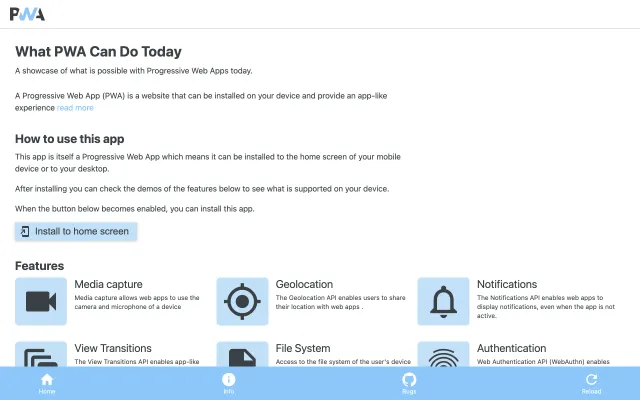 PWA
What PWA Can Do Today
A showcase of what is possible with Progressive Web Apps today.
A Progressive Web App (PWA) is a website that can be installed on your device and provide an app-like
experience read more
How to use this app
This app is itself a Progressive Web App which means it can be installed to the home screen of your mobile
device or to your desktop.
After installing you can check the demos of the features below to see what is supported on your device.
When the button below becomes enabled, you can install this app.
Install to home screen
Features
Media capture
Media capture allows web apps to use the
camera and microphone of a device
Geolocation
The Geolocation API enables users to share
their location with web apps .
Notifications
The Notifications API enables web apps to
display notifications, even when the app is not
active.
View Transitions
The View Transitions API enables app-like
File System
Access to the file system of the user's device
Authentication
Web Authentication API (WebAuthn) enables
Home
Info
Bugs
Reload